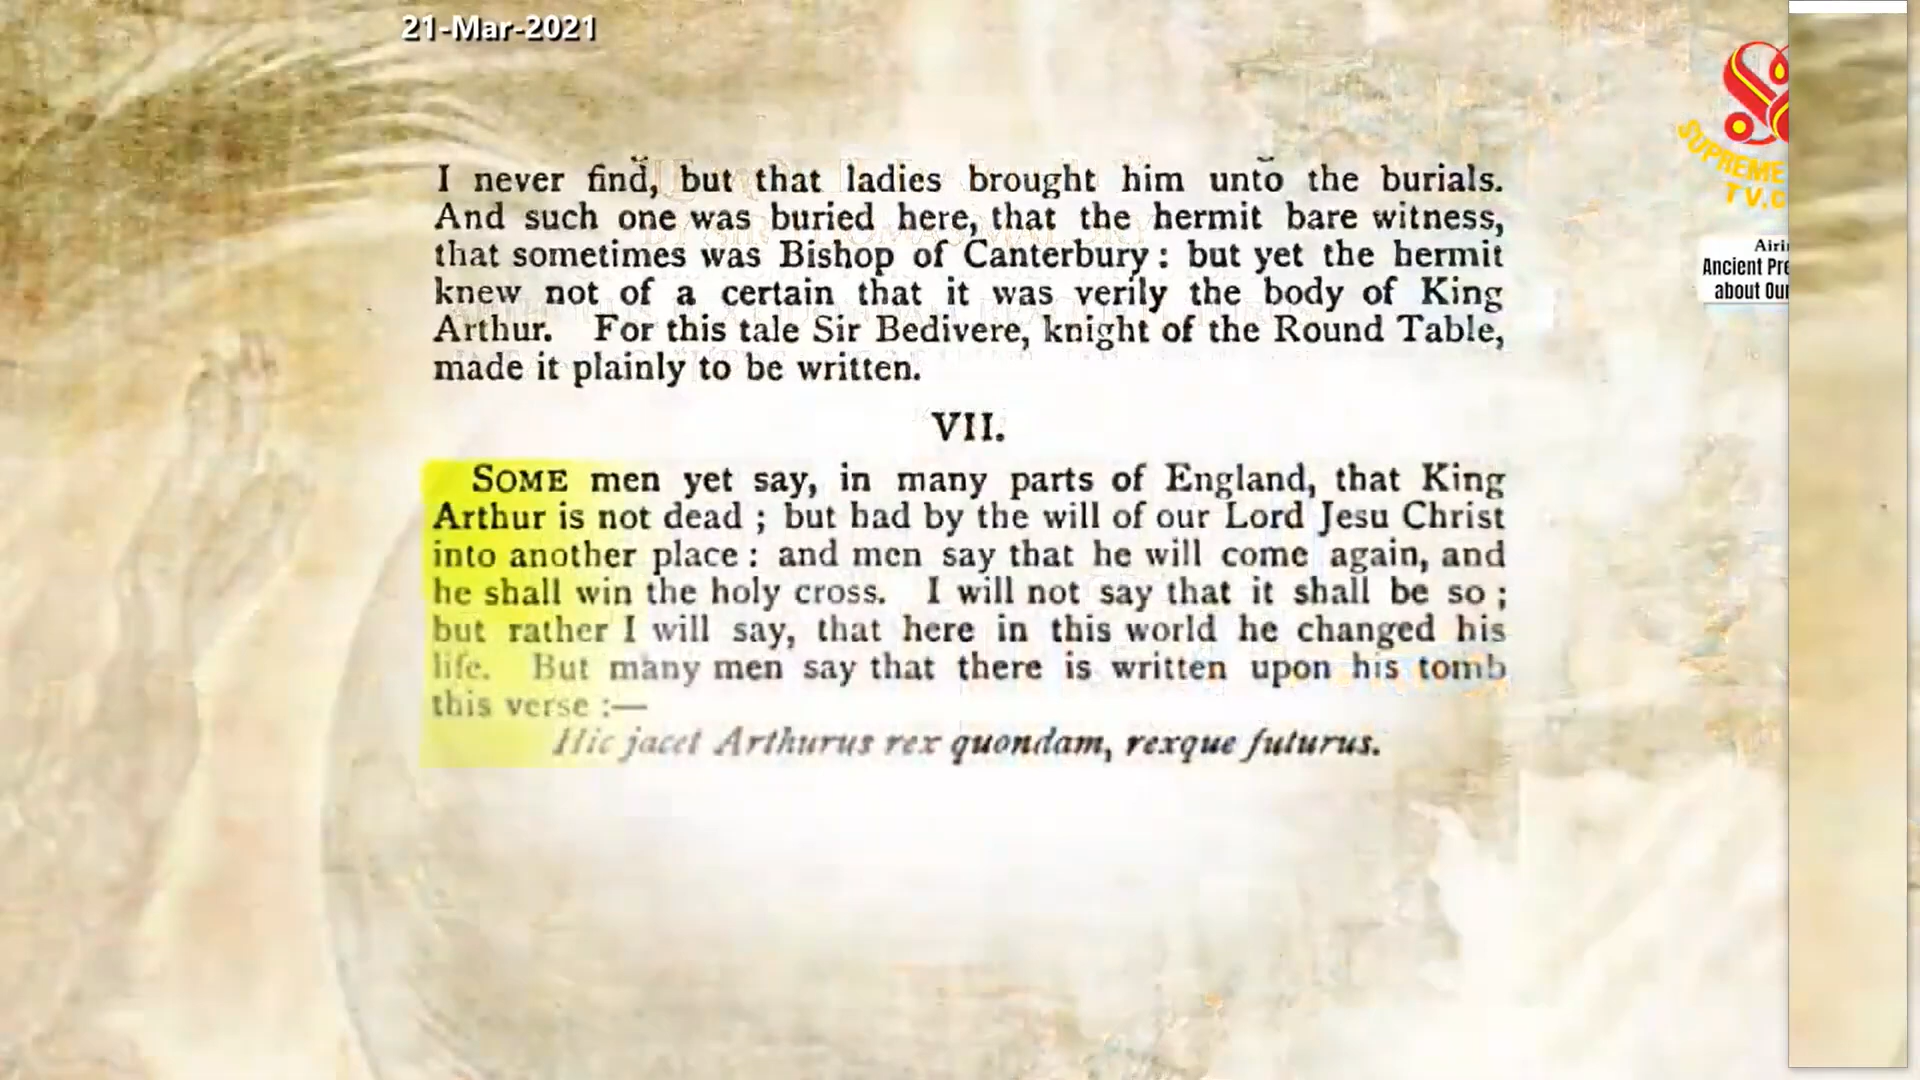 21-Mar-2021
I never find, but that ladies brought him unto the burials.
And such one was buried here, that the hermit bare witness,
that sometimes was Bishop of Canterbury : but yet the hermit
knew not of a certain that it was verily the body of King
Arthur. For this tale Sir Bedivere, knight of the Round Table,
made it plainly to be written.
VII.
SOME men yet say, in many parts of England, that King
Arthur is not dead ; but had by the will of our Lord Jesu Christ
into another place : and men say that he will come again, and
he shall win the holy cross. I will not say that it shall be so ;
but rather I will say, that here in this world he changed his
life. But many men say that there is written upon his tomb
this verse :—
Hic jacet Arthurus rex quondam, rexque futurus.
SUPREME
TV.
Ancient
about